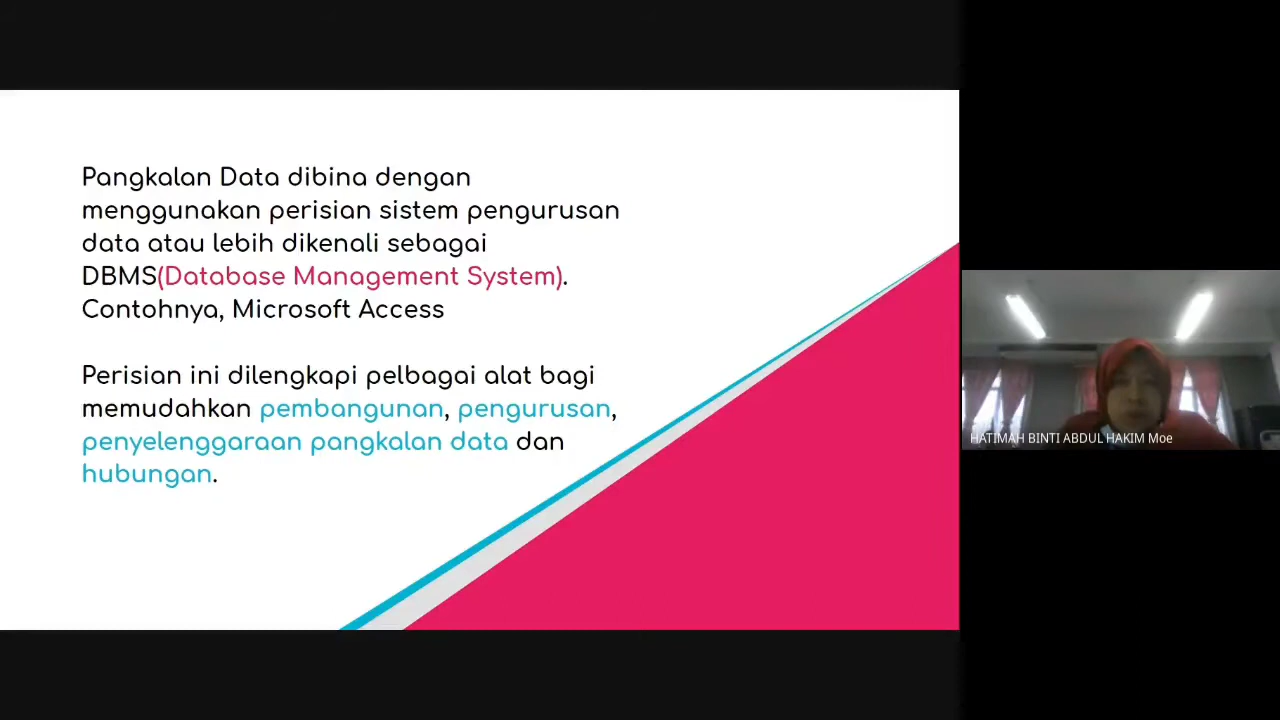 Pangkalan Data dibina dengan
menggunakan perisian sistem pengurusan
data atau lebih dikenali sebagai
DBMS(Database Management System).
Contohnya, Microsoft Access
Perisian ini dilengkapi pelbagai alat bagi
memudahkan pembangunan, pengurusan,
penyelenggaraan pangkalan data dan
hubungan.
HATIMAH BINTI ABDUL HAKIM Moe